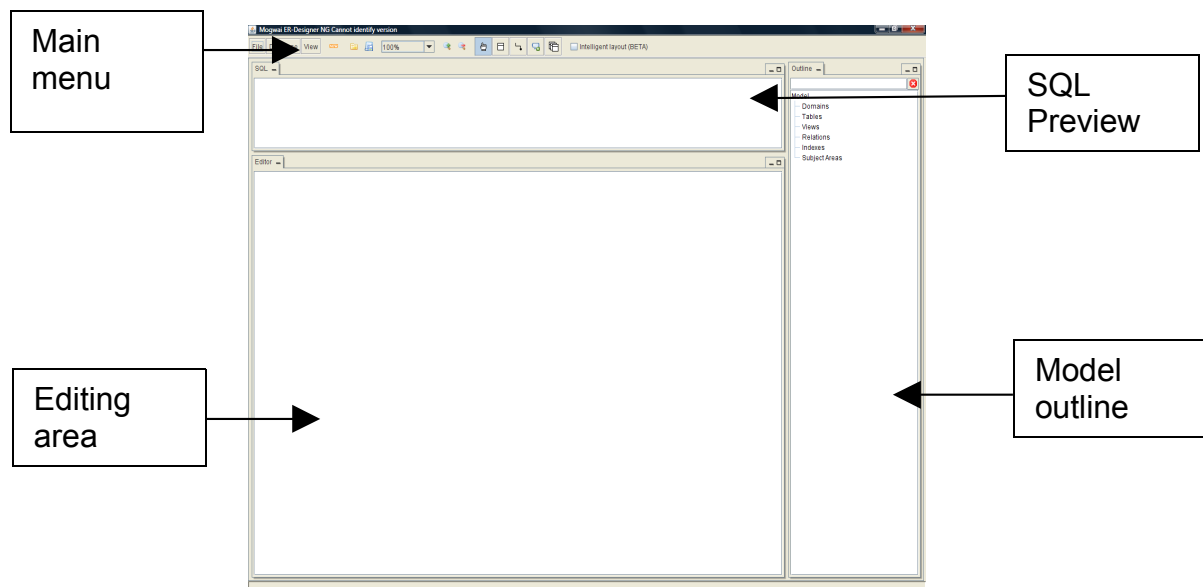 Main
menu
Mogwai ER-Designer NG Cannot identify version
File
View
100%
Intelligent layout (BETA)
SQL
Outline
SQL
Preview
Model
Domains
Tables
Views
Relations
Indexes
Subject Areas
Editor
Editing
area
Model
outline